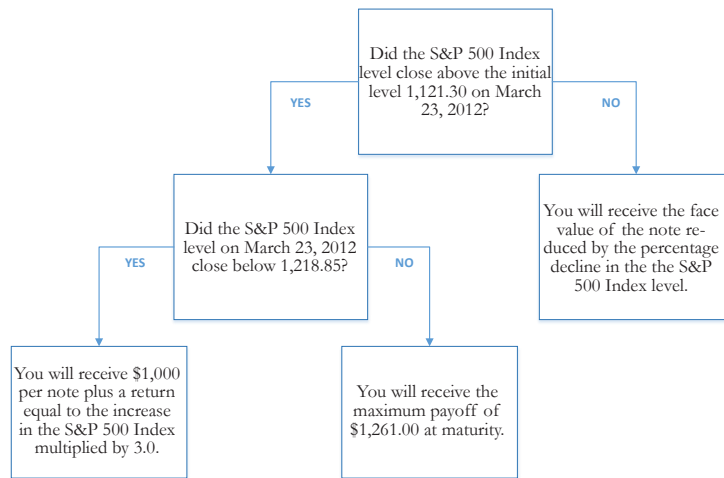 Did the S&P 500 Index
level close above the initial
level 1,121.30 on March
23, 2012?
YES
NO
Did the S&P 500 Index
level on March 23, 2012
close below 1,218.85?
You will receive the face
value of the note re-
duced by the percentage
decline in the the S&P
500 Index level.
YES
NO
You will receive $1,000
per note plus a return
equal to the increase
in the S&P 500 Index
multiplied by 3.0.
You will receive the
maximum payoff of
$1,261.00 at maturity.